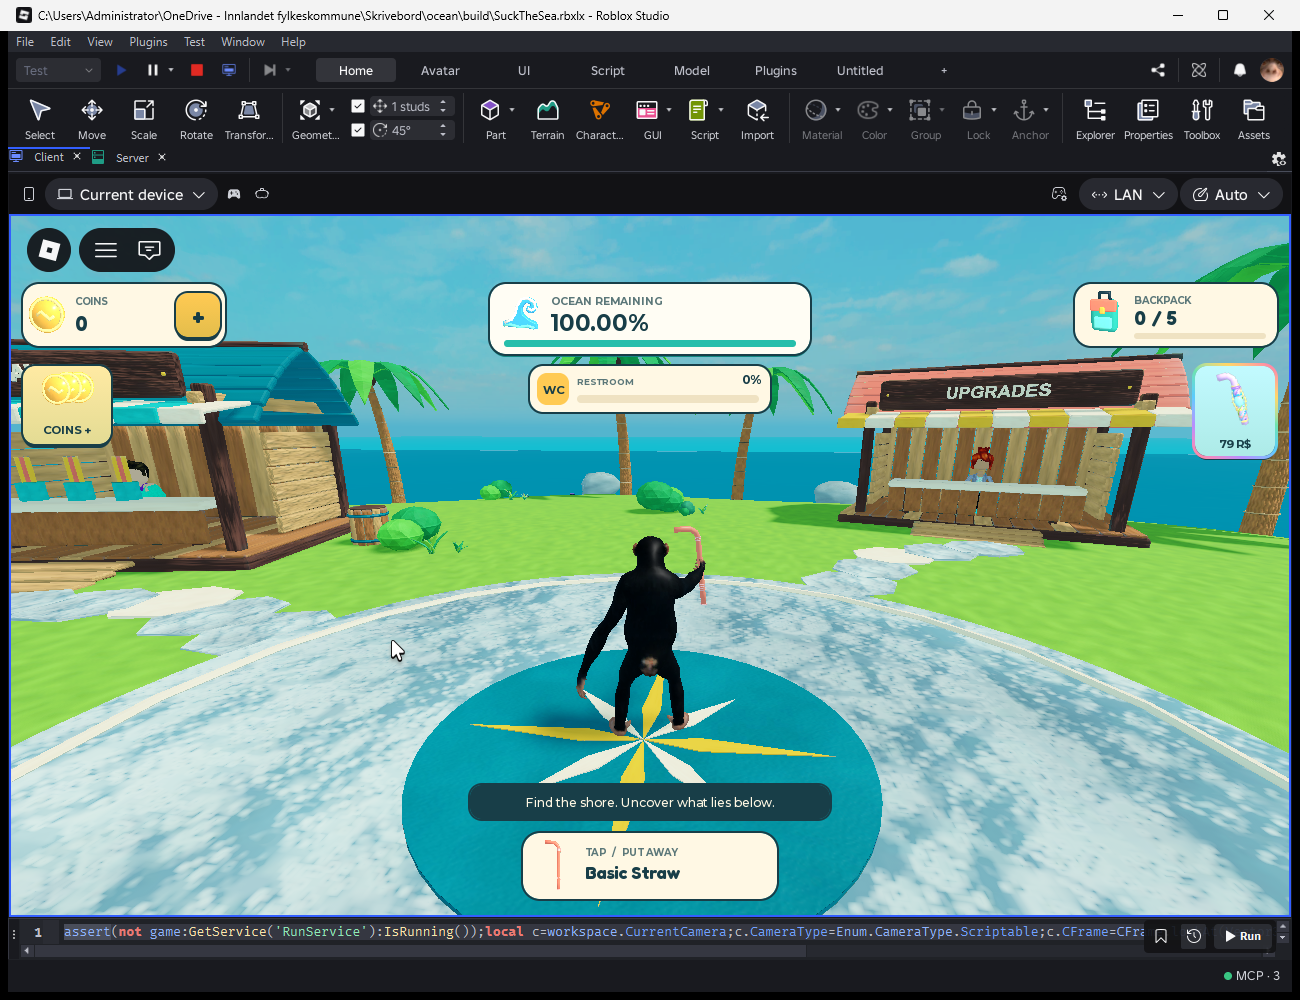 C:\Users\Administrator\OneDrive - Innlandet fylkeskommune\Skrivebord\ocean\build\SuckTheSea.rbxlx - Roblox Studio
File Edit View Plugins Test Window Help
Test Home Avatar UI Script Model Plugins Untitled +
1 studs
45°
Select Move Scale Rotate Transfor... Geomet... Part Terrain Charact... GUI Script Import Material Color Group Lock Anchor Explorer Properties Toolbox Assets
Client Server
Current device LAN Auto
COINS
0
+
OCEAN REMAINING
100.00%
BACKPACK
0 / 5
WC RESTROOM 0%
UPGRADES
COINS +
79 R$
Find the shore. Uncover what lies below.
TAP / PUT AWAY
Basic Straw
1 assert(not game:GetService('RunService'):IsRunning());local c=workspace.CurrentCamera;c.CameraType=Enum.CameraType.Scriptable;c.CFrame=CFra
Run
MCP · 3